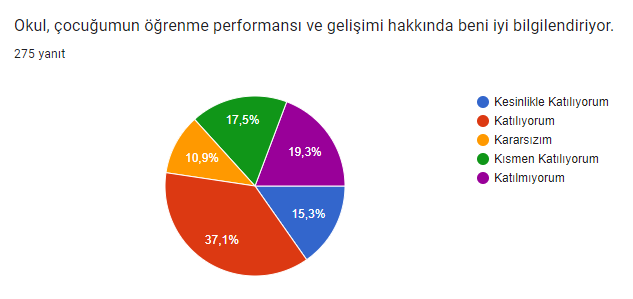 Okul, çocuğumun öğrenme performansı ve gelişimi hakkında beni iyi bilgilendiriyor.
275 yanıt
17,5%
19,3%
10,9%
15,3%
37,1%
Kesinlikle Katılıyorum
Katılıyorum
Kararsızım
Kısmen Katılıyorum
Katılmıyorum